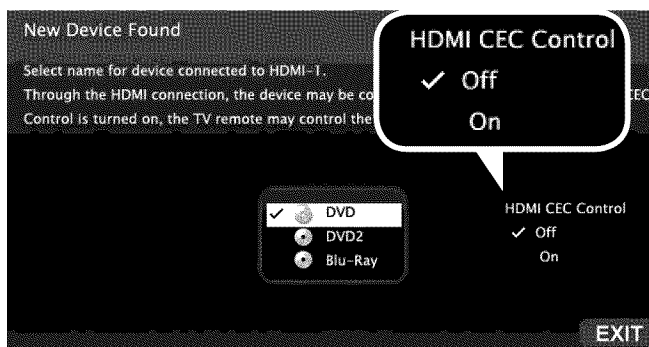 New Device Found
Select name for device connected to HDMI-1.
Through the HDMI connection, the device may be co
EC
Control is turned on, the TV remote may control the
HDMI CEC Control
✓ Off
On
✓ DVD
DVD2
Blu-Ray
HDMI CEC Control
✓ Off
On
EXIT